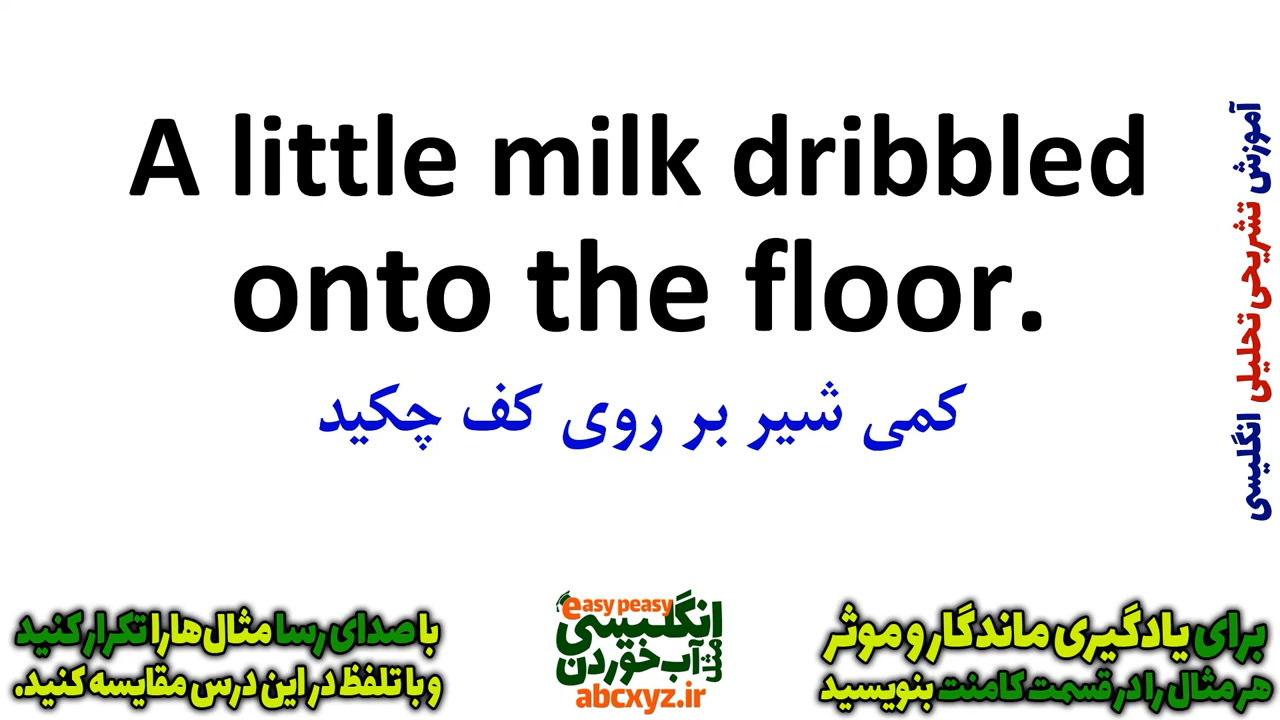 A little milk dribbled
onto the floor.
کمی شیر بر روی کف چکید
آموزش تشریحی تحلیلی انگلیسی
برای یادگیری ماندگار و موثر
هر مثال را در قسمت کامنت بنویسید
easy peasy
انگلیسی
مثل آب خوردن
abcxyz.ir
با صدای رسا مثال‌ها را تکرار کنید
و با تلفظ در این درس مقایسه کنید.